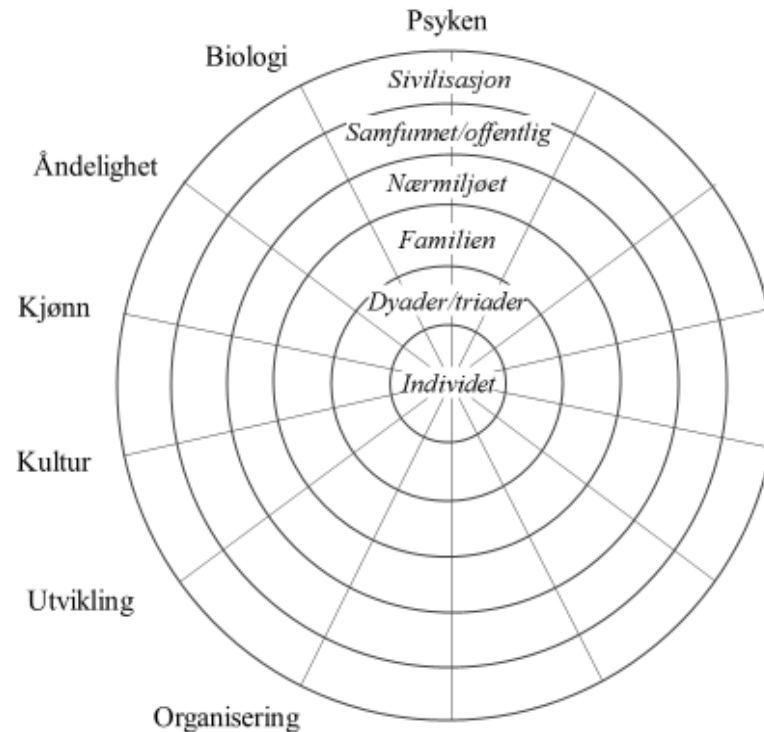 Psyken
Biologi
Sivilisasjon
Samfunnet/offentlig
Åndelighet
Nærmiljøet
Familien
Kjønn
Dyader/triader
Individet
Kultur
Utvikling
Organisering